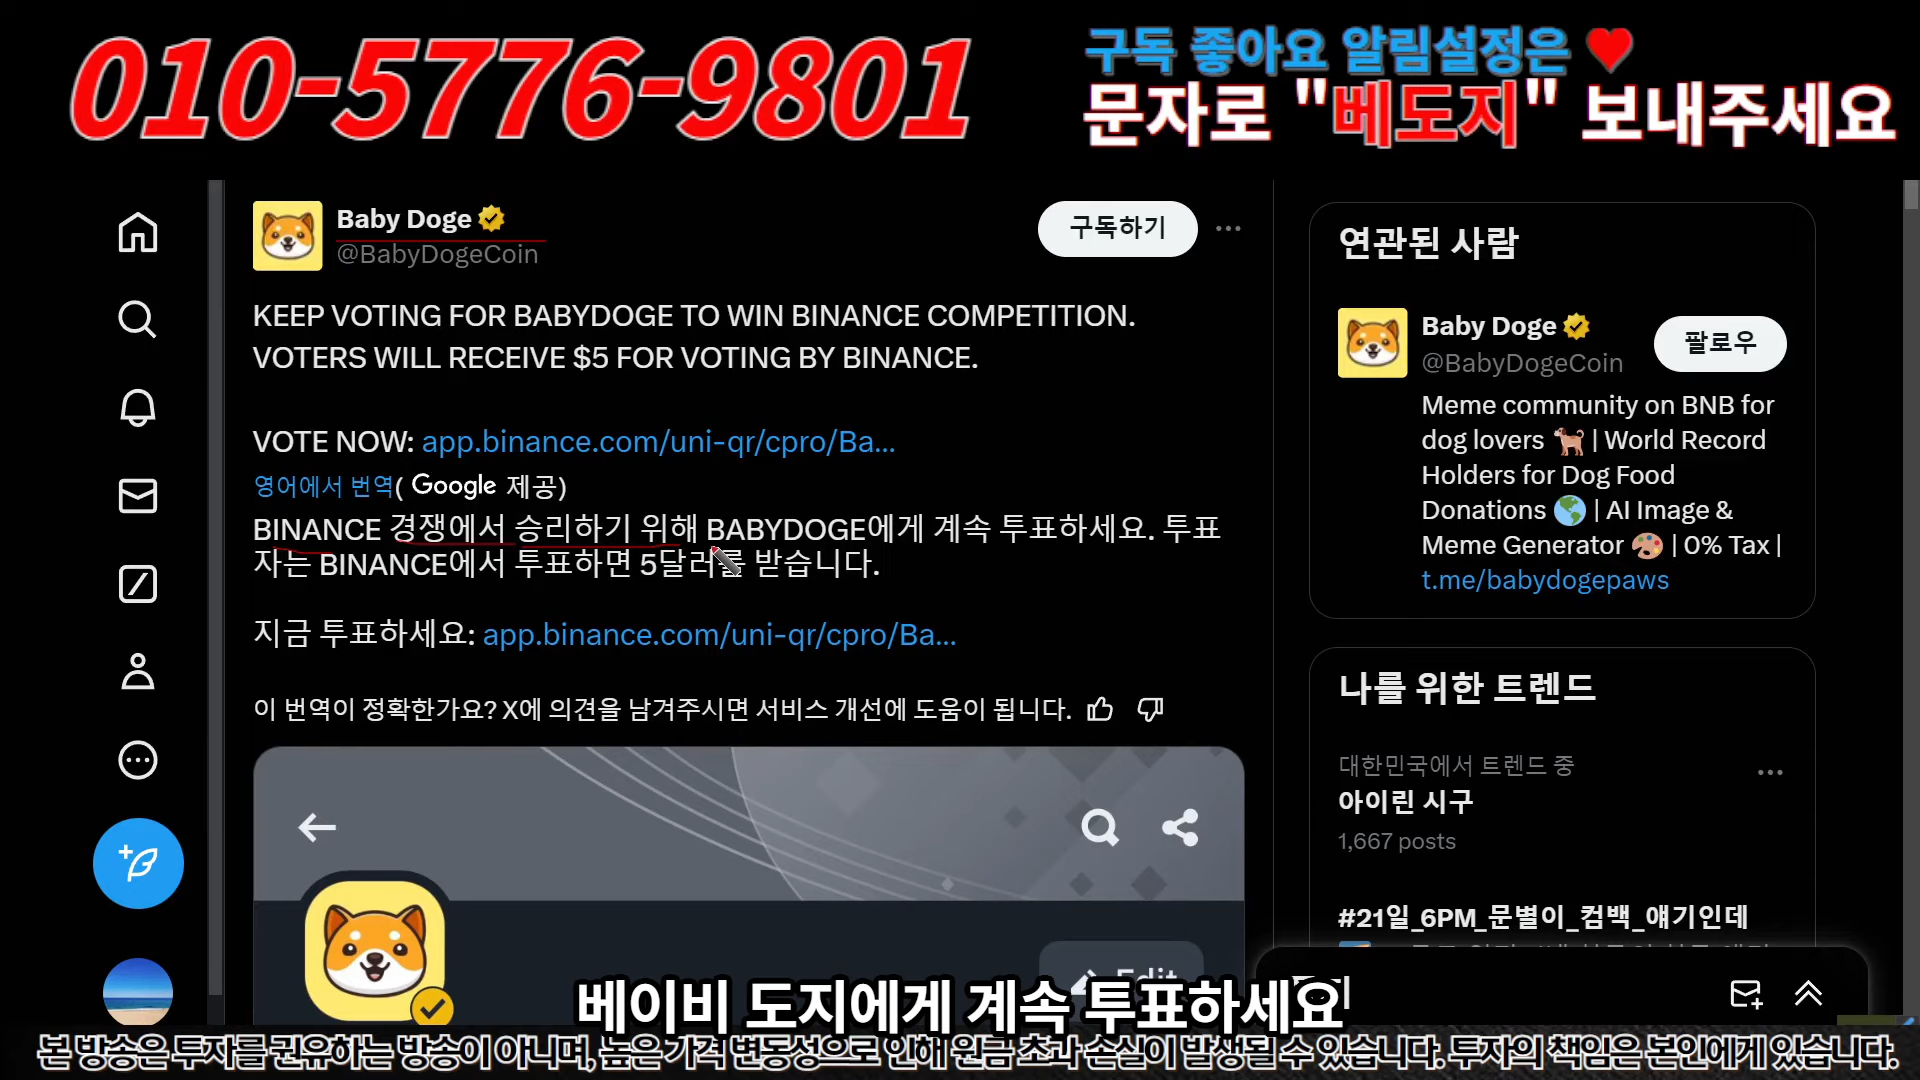 010-5776-9801
구독 좋아요 알림설정은 ♥
문자로 "베도지" 보내주세요
Baby Doge
@BabyDogeCoin
구독하기
KEEP VOTING FOR BABYDOGE TO WIN BINANCE COMPETITION.
VOTERS WILL RECEIVE $5 FOR VOTING BY BINANCE.
VOTE NOW: app.binance.com/uni-qr/cpro/Ba...
영어에서 번역( Google 제공)
BINANCE 경쟁에서 승리하기 위해 BABYDOGE에게 계속 투표하세요. 투표
자는 BINANCE에서 투표하면 5달러를 받습니다.
지금 투표하세요: app.binance.com/uni-qr/cpro/Ba...
이 번역이 정확한가요? X에 의견을 남겨주시면 서비스 개선에 도움이 됩니다.
Edit
연관된 사람
Baby Doge
@BabyDogeCoin
팔로우
Meme community on BNB for
dog lovers 🐕 | World Record
Holders for Dog Food
Donations 🌎 | AI Image &
Meme Generator 🎨 | 0% Tax |
t.me/babydogepaws
나를 위한 트렌드
대한민국에서 트렌드 중
아이린 시구
1,667 posts
#21일_6PM_문별이_컴백_얘기인데
베이비 도지에게 계속 투표하세요
본 방송은 투자를 권유하는 방송이 아니며, 높은 가격 변동성으로 인해 원금 초과 손실이 발생될 수 있습니다. 투자의 책임은 본인에게 있습니다.